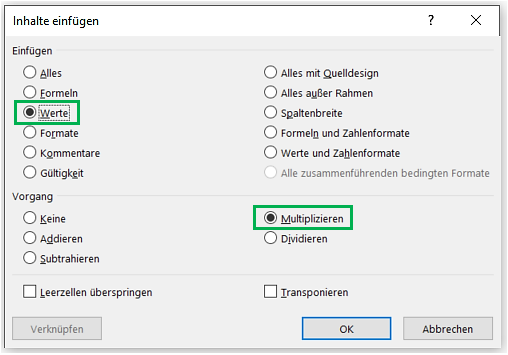 Inhalte einfügen
?
Einfügen
Alles
Alles mit Quelldesign
Formeln
Alles außer Rahmen
Werte
Spaltenbreite
Formate
Formeln und Zahlenformate
Kommentare
Werte und Zahlenformate
Gültigkeit
Alle zusammenführenden bedingten Formate
Vorgang
Keine
Multiplizieren
Addieren
Dividieren
Subtrahieren
Leerzellen überspringen
Transponieren
Verknüpfen
OK
Abbrechen